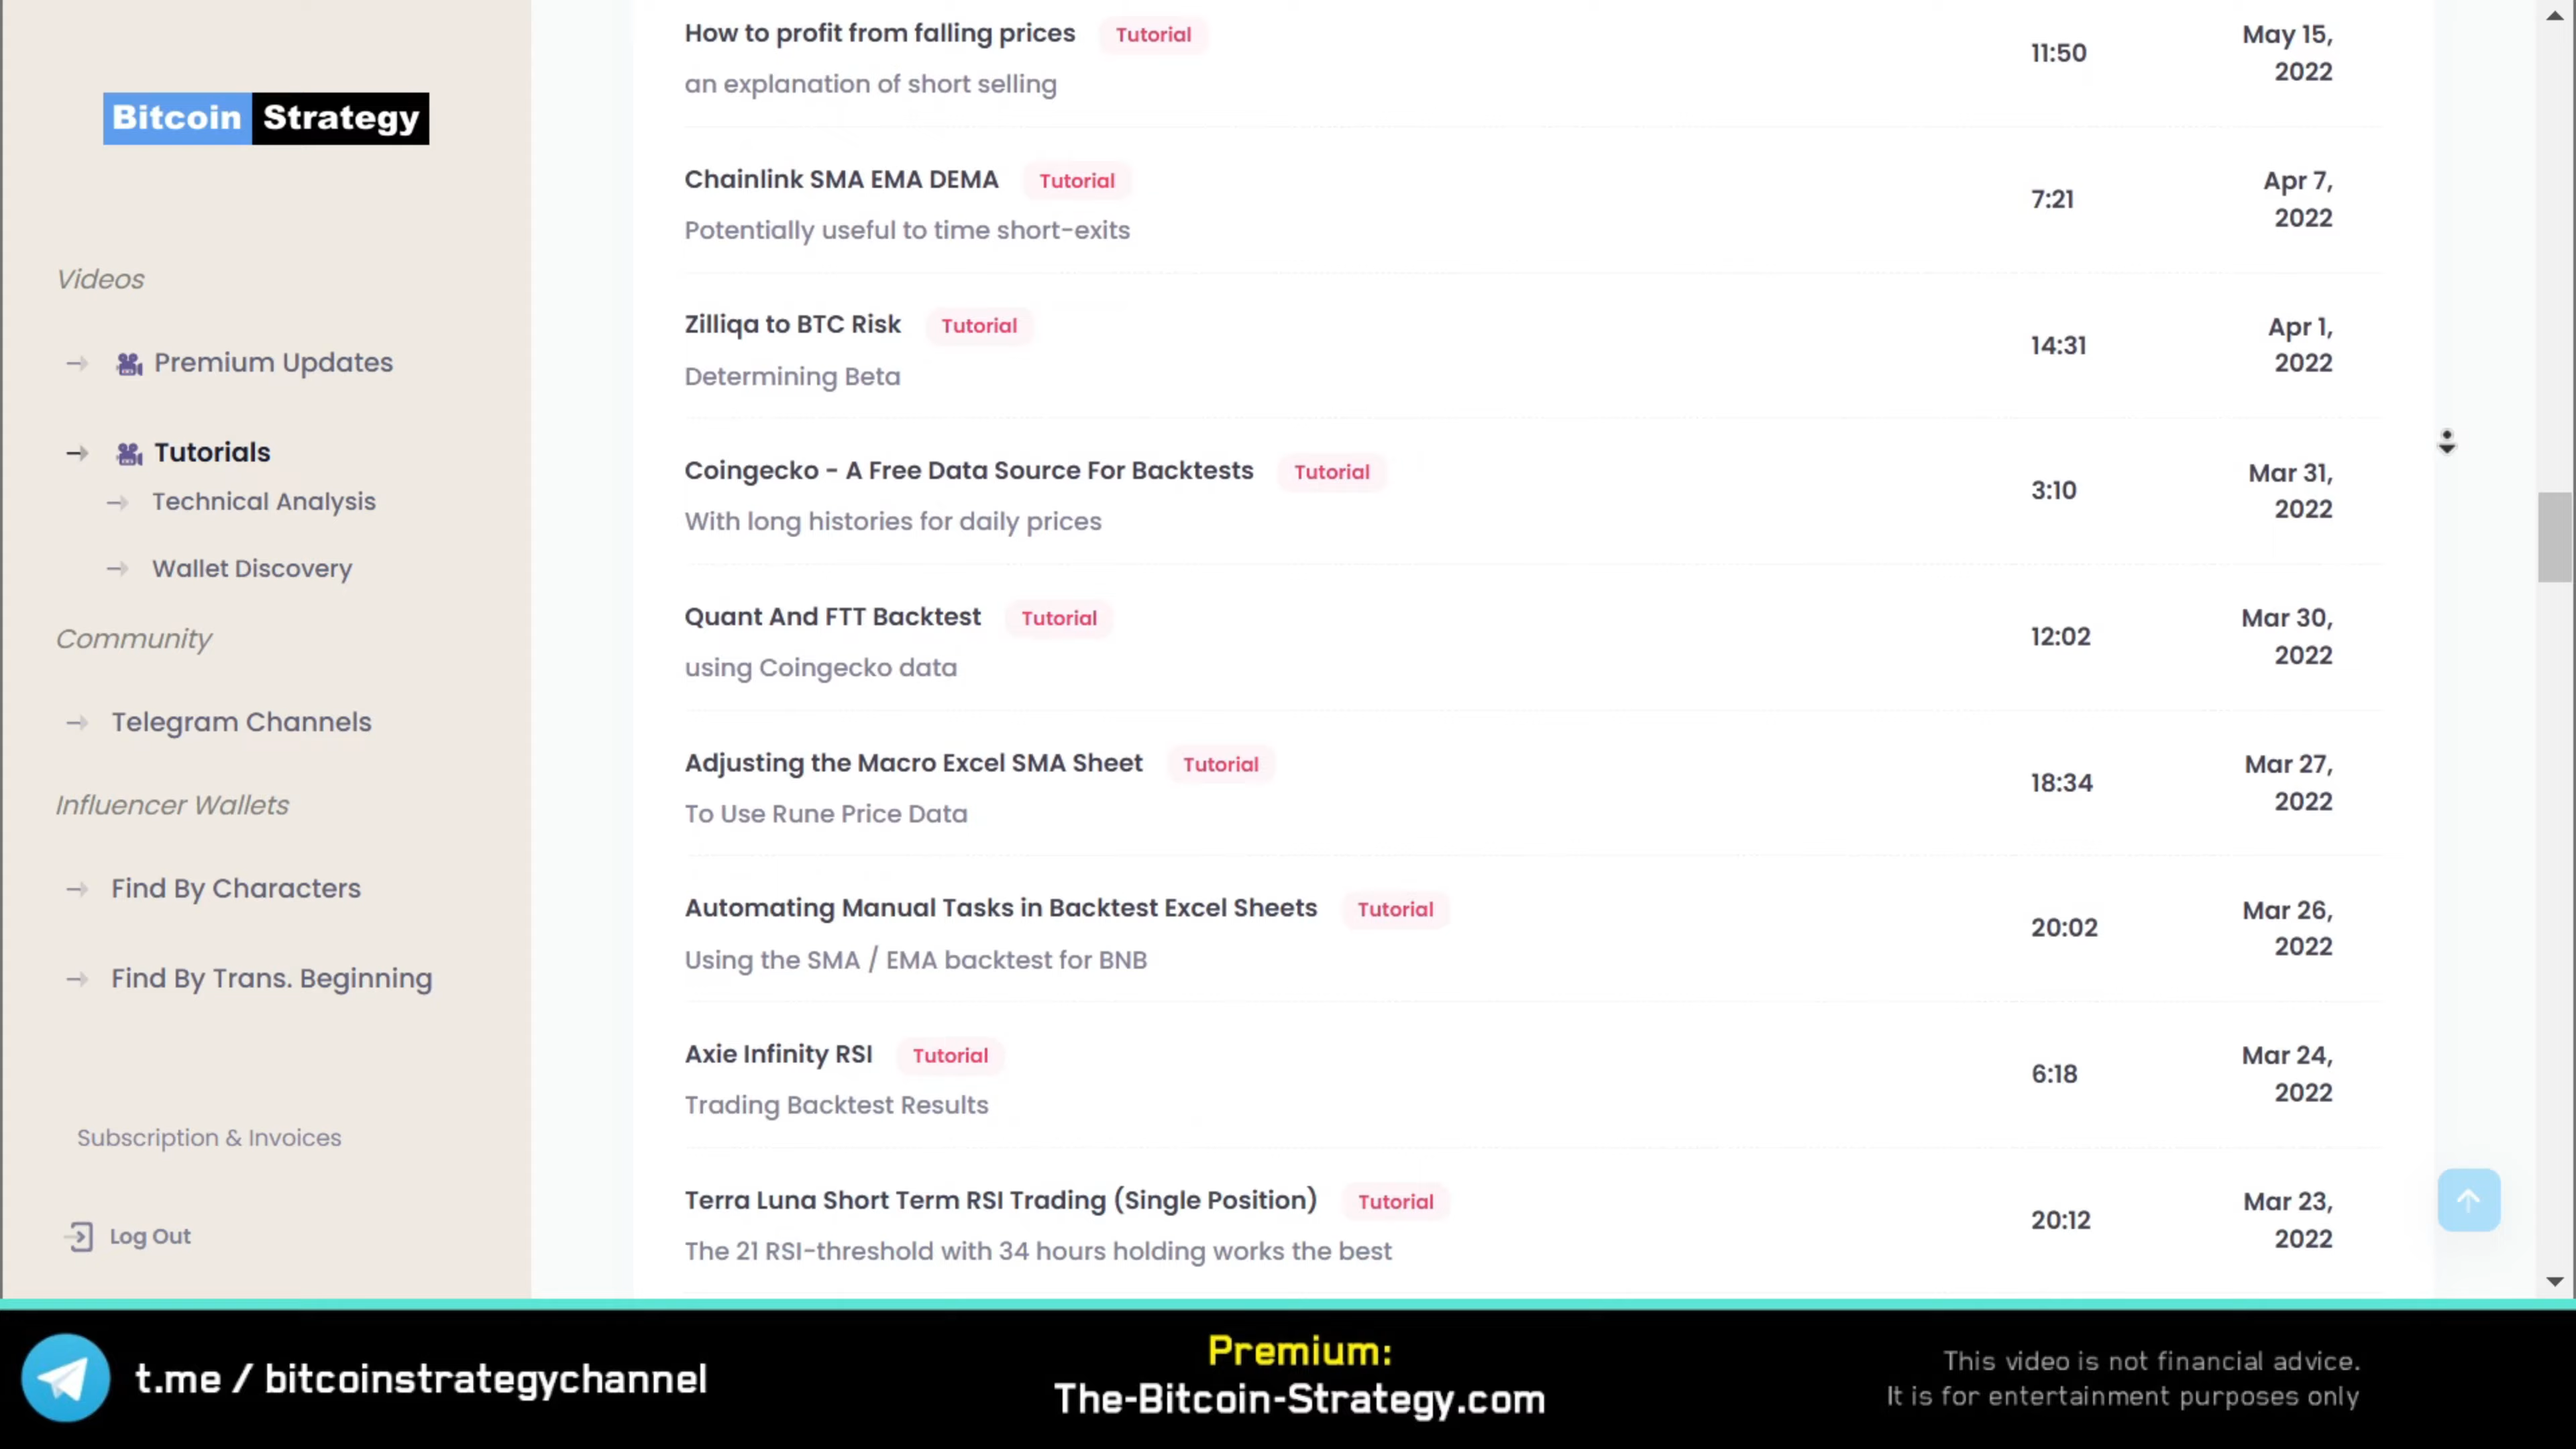 Bitcoin Strategy
Videos
Premium Updates
Tutorials
Technical Analysis
Wallet Discovery
Community
Telegram Channels
Influencer Wallets
Find By Characters
Find By Trans. Beginning
Subscription & Invoices
Log Out
How to profit from falling prices Tutorial
an explanation of short selling
11:50
May 15,
2022
Chainlink SMA EMA DEMA Tutorial
Potentially useful to time short-exits
7:21
Apr 7,
2022
Zilliqa to BTC Risk Tutorial
Determining Beta
14:31
Apr 1,
2022
Coingecko - A Free Data Source For Backtests Tutorial
With long histories for daily prices
3:10
Mar 31,
2022
Quant And FTT Backtest Tutorial
using Coingecko data
12:02
Mar 30,
2022
Adjusting the Macro Excel SMA Sheet Tutorial
To Use Rune Price Data
18:34
Mar 27,
2022
Automating Manual Tasks in Backtest Excel Sheets Tutorial
Using the SMA / EMA backtest for BNB
20:02
Mar 26,
2022
Axie Infinity RSI Tutorial
Trading Backtest Results
6:18
Mar 24,
2022
Terra Luna Short Term RSI Trading (Single Position) Tutorial
The 21 RSI-threshold with 34 hours holding works the best
20:12
Mar 23,
2022
t.me / bitcoinstrategychannel
Premium:
The-Bitcoin-Strategy.com
This video is not financial advice.
It is for entertainment purposes only